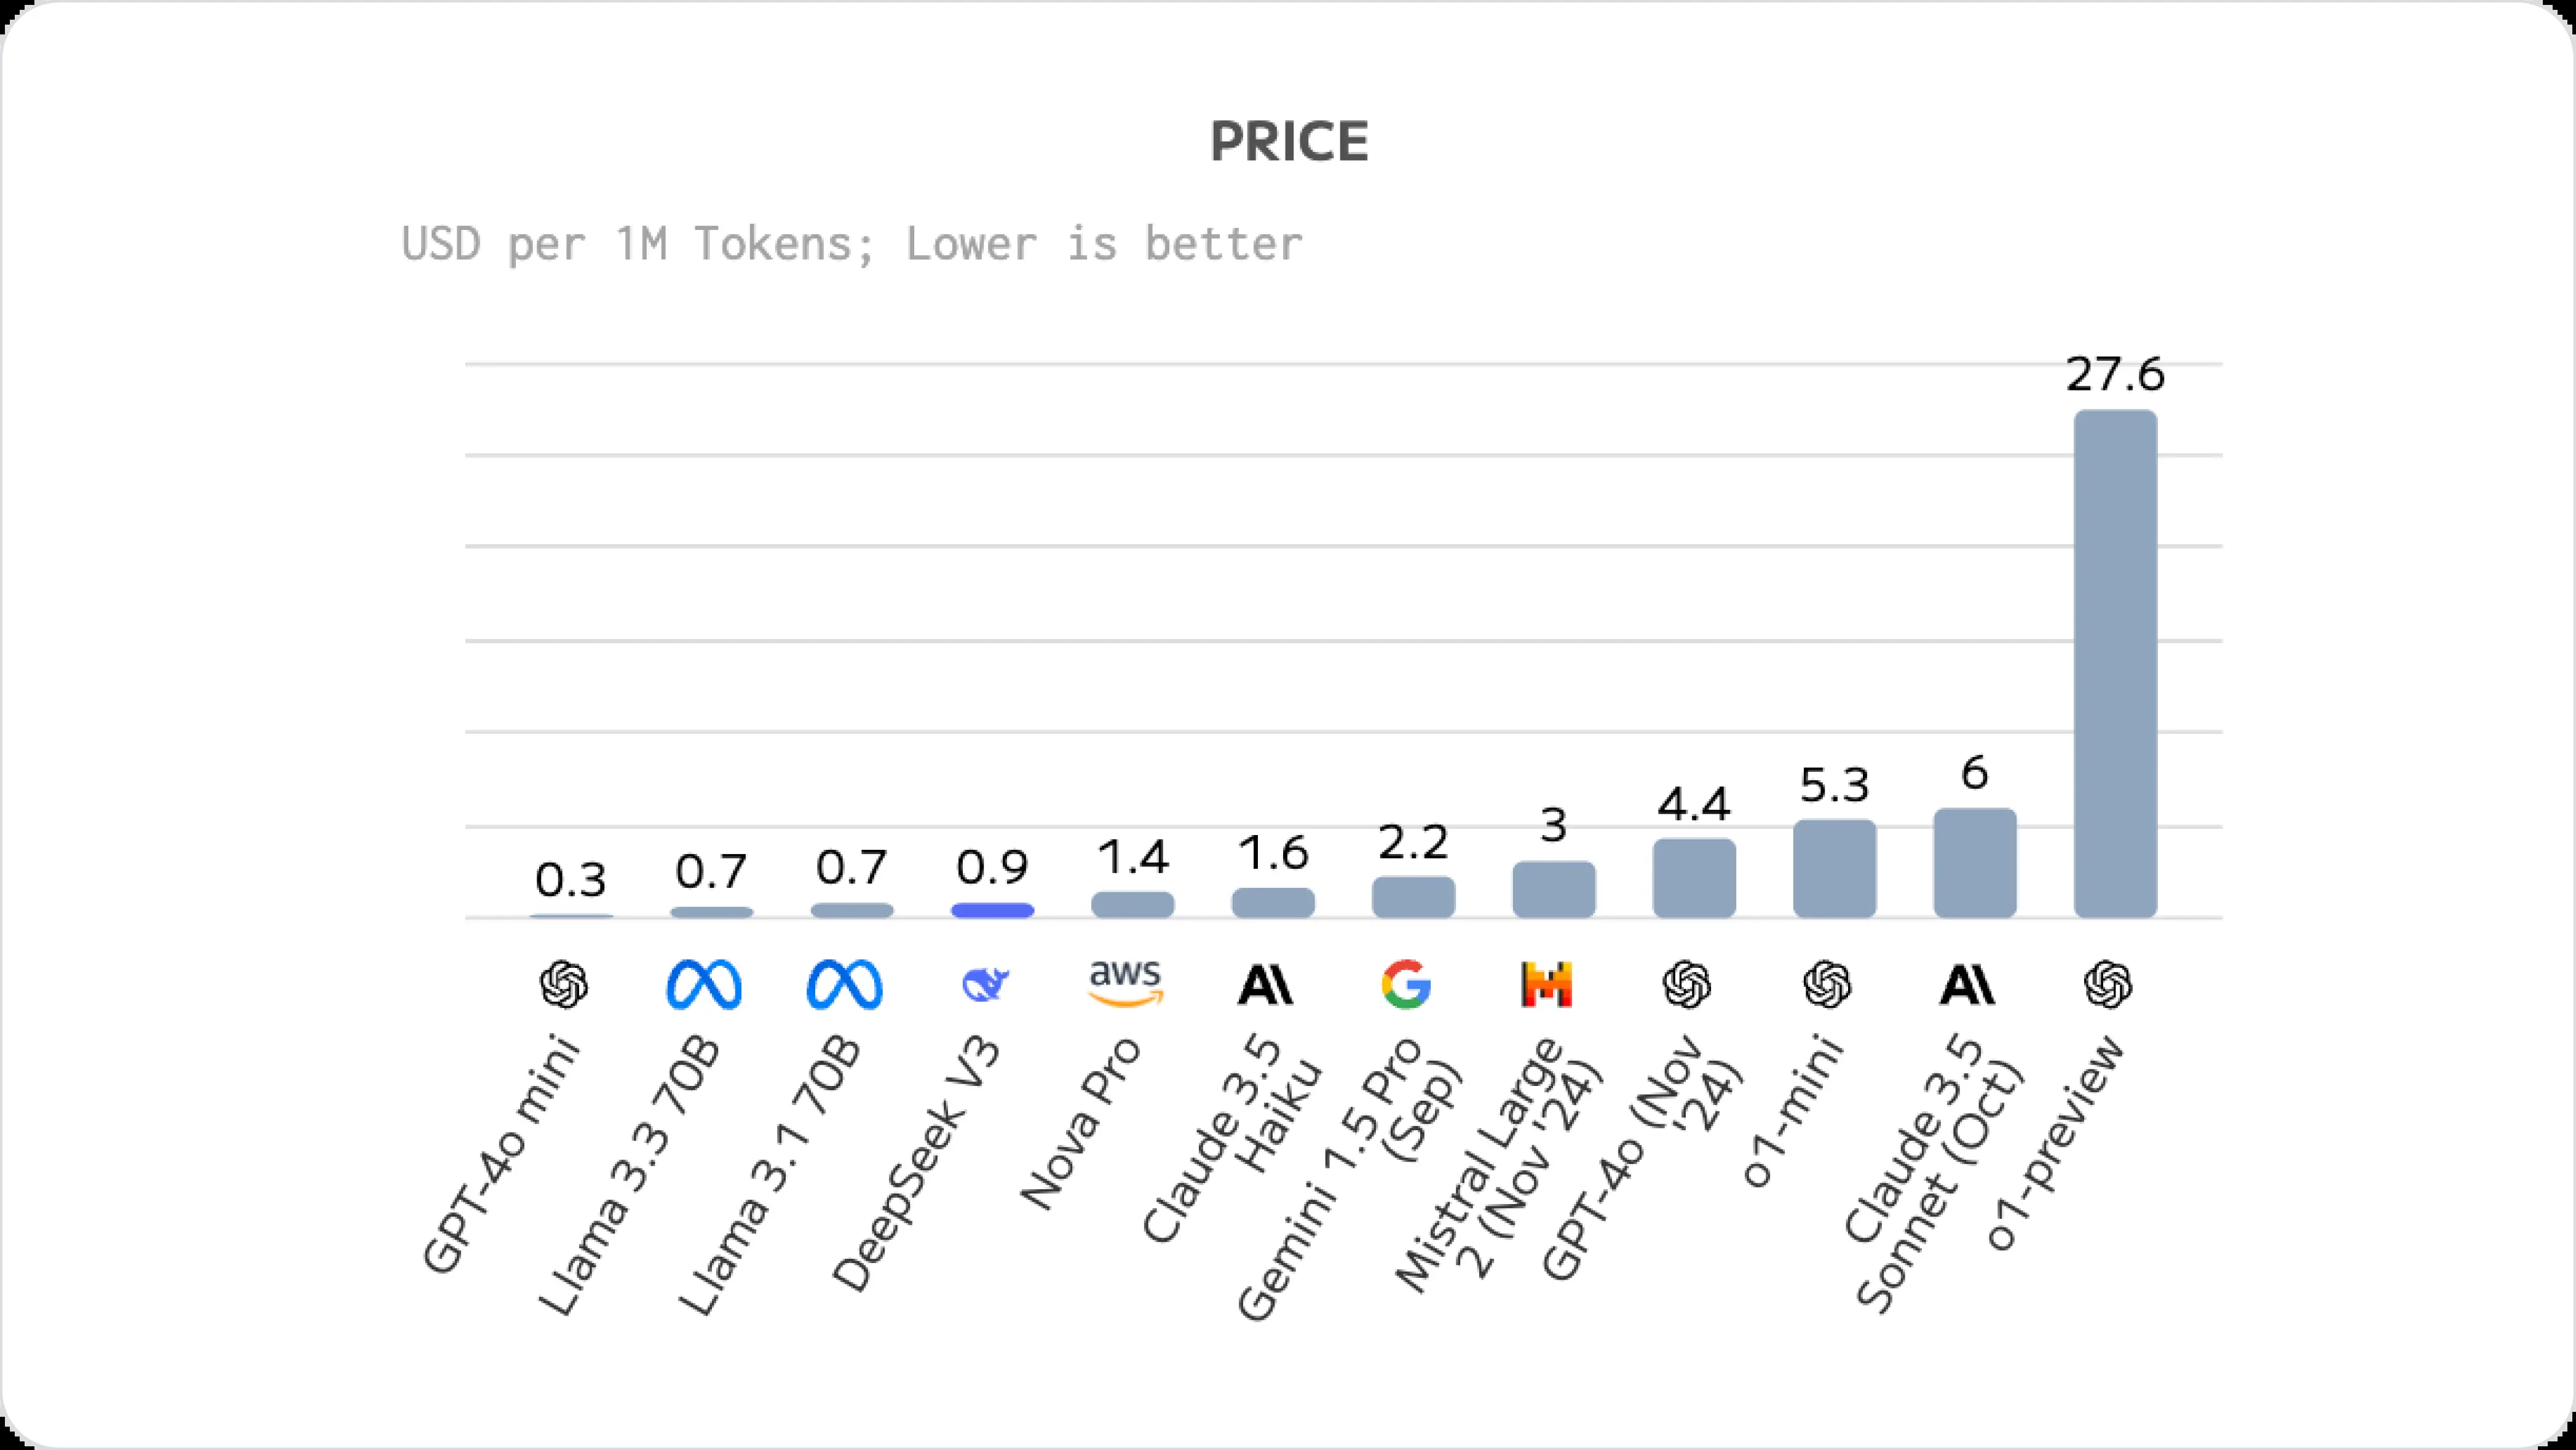 PRICE
USD per 1M Tokens; Lower is better
27.6
6
5.3
4.4
3
2.2
1.6
1.4
0.9
0.7
0.7
0.3
aws
GPT-4o mini
Llama 3.3 70B
Llama 3.1 70B
DeepSeek V3
Nova Pro
Claude 3.5
Haiku
Gemini 1.5 Pro
(Sep)
Mistral Large
2 (Nov '24)
GPT-4o (Nov
'24)
o1-mini
Claude 3.5
Sonnet (Oct)
o1-preview